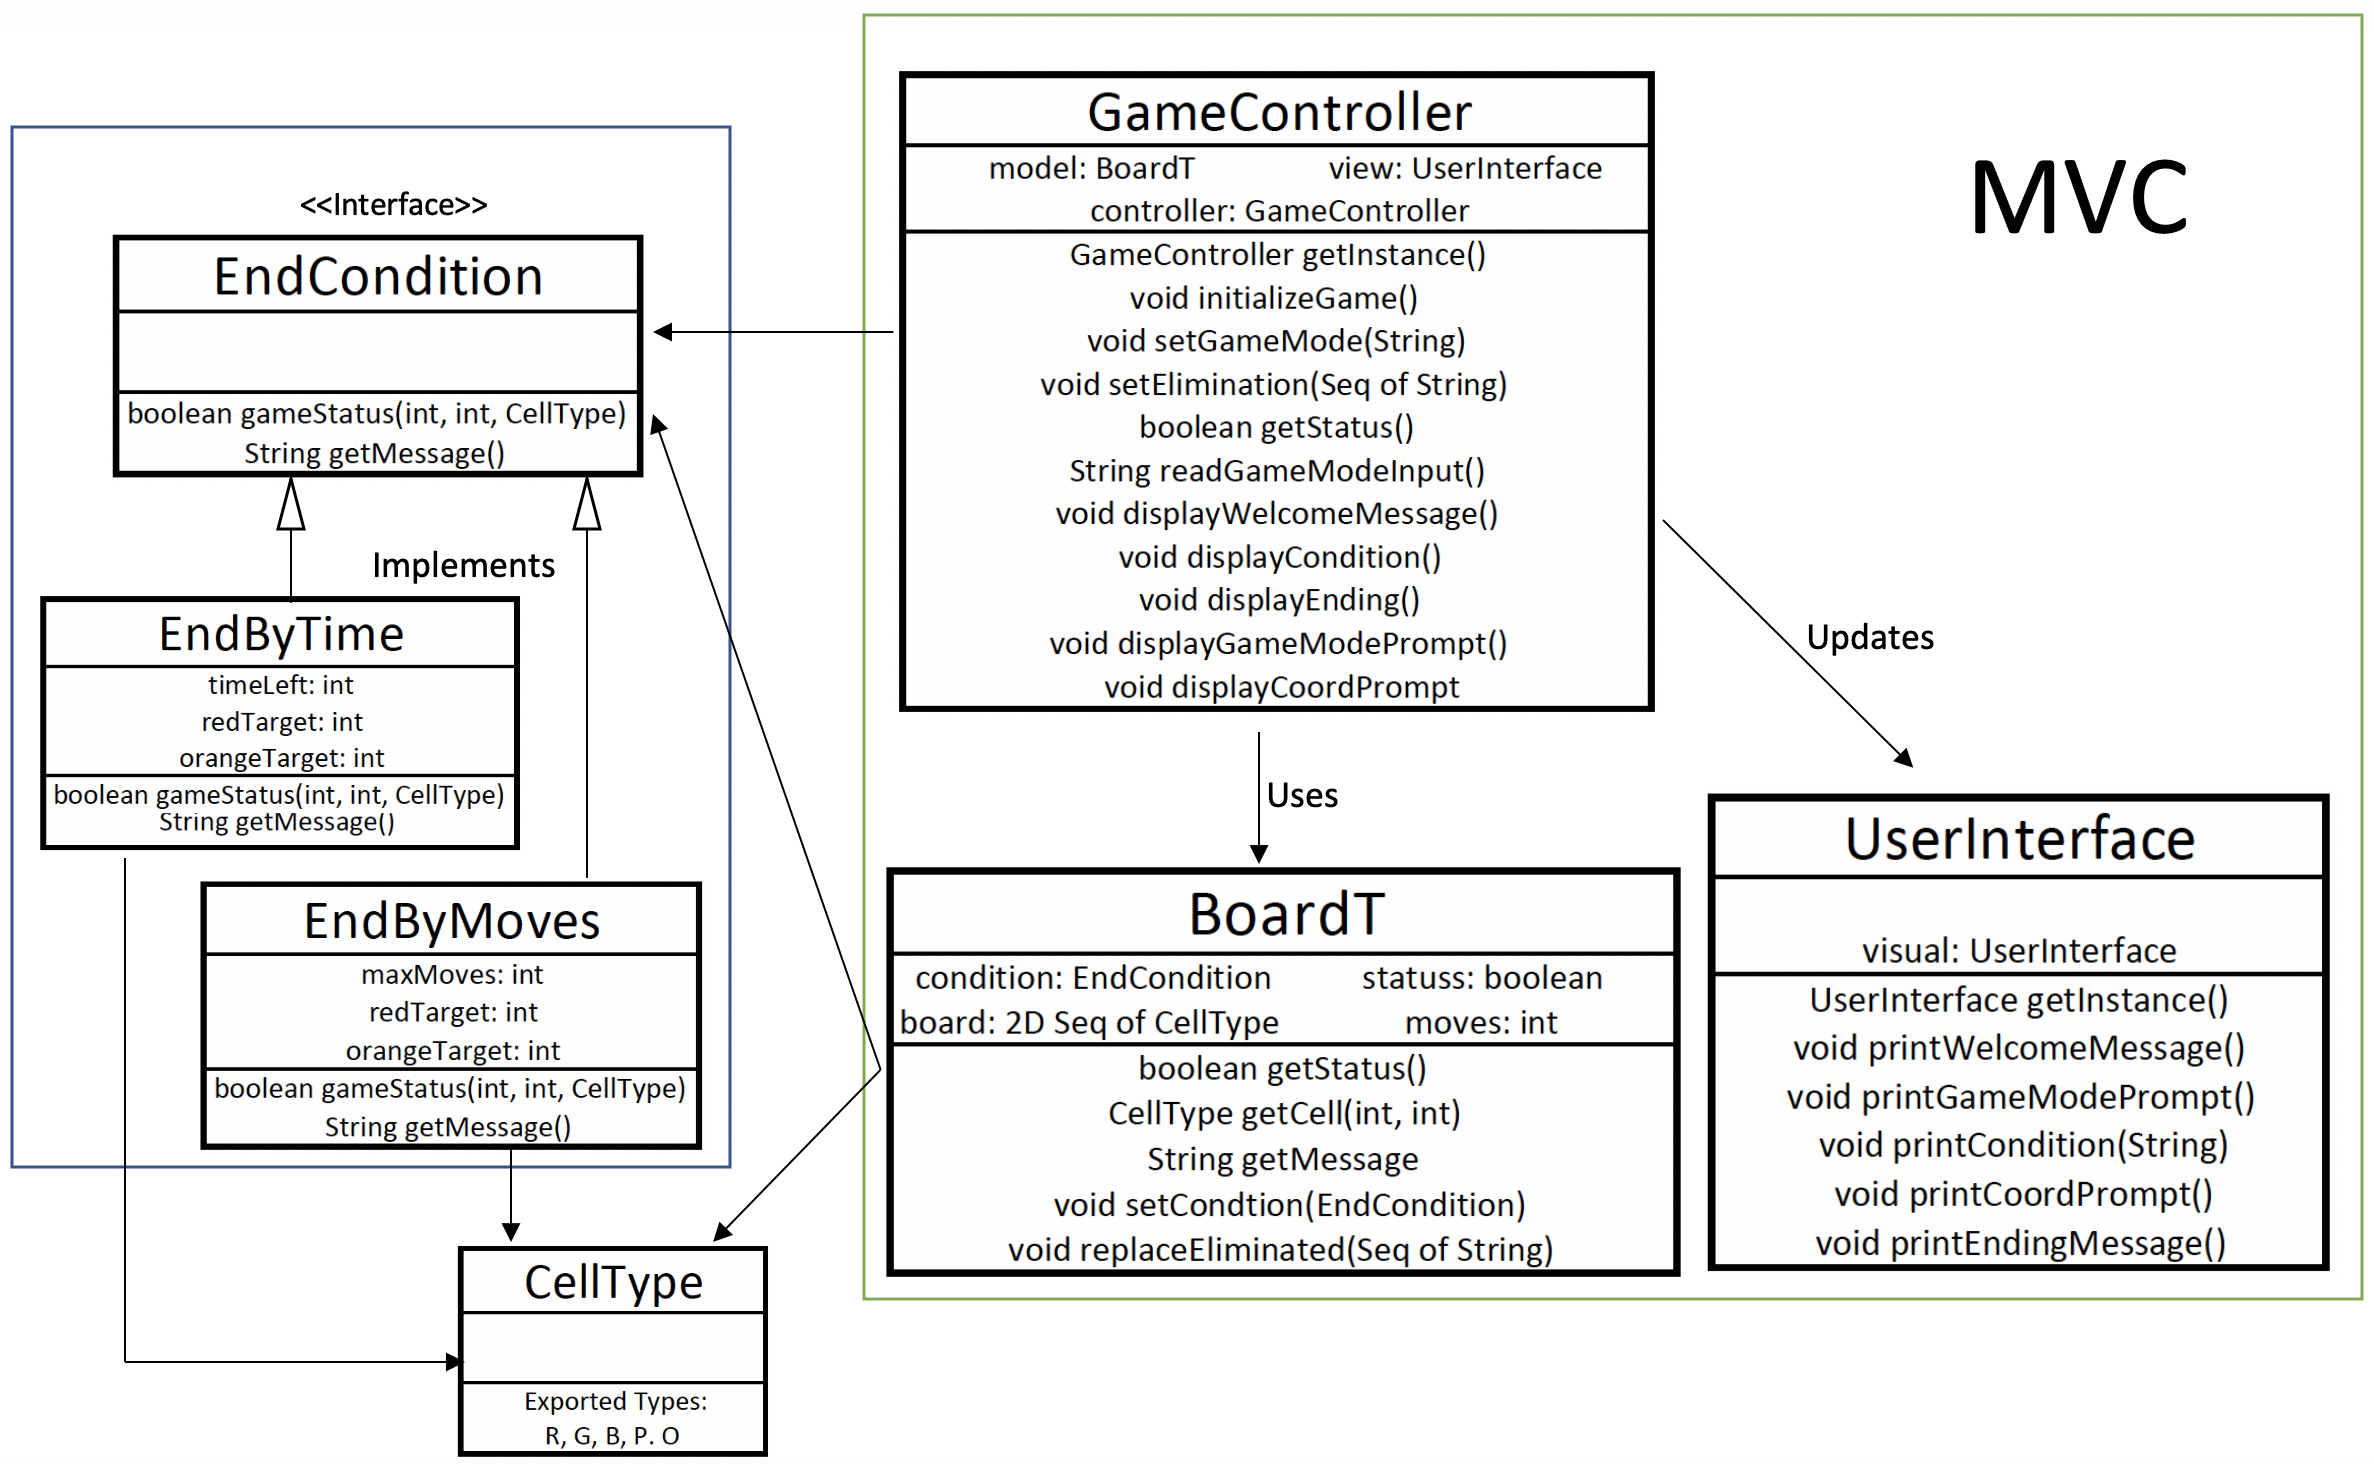 MVC
GameController
model: BoardT view: UserInterface
controller: GameController
GameController getInstance()
void initializeGame()
void setGameMode(String)
void setElimination(Seq of String)
boolean getStatus()
String readGameModeInput()
void displayWelcomeMessage()
void displayCondition()
void displayEnding()
void displayGameModePrompt()
void displayCoordPrompt
<<Interface>>
EndCondition
boolean gameStatus(int, int, CellType)
String getMessage()
Implements
EndByTime
timeLeft: int
redTarget: int
orangeTarget: int
boolean gameStatus(int, int, CellType)
String getMessage()
EndByMoves
maxMoves: int
redTarget: int
orangeTarget: int
boolean gameStatus(int, int, CellType)
String getMessage()
CellType
Exported Types:
R, G, B, P. O
Uses
Updates
BoardT
condition: EndCondition statuss: boolean
board: 2D Seq of CellType moves: int
boolean getStatus()
CellType getCell(int, int)
String getMessage
void setCondtion(EndCondition)
void replaceEliminated(Seq of String)
UserInterface
visual: UserInterface
UserInterface getInstance()
void printWelcomeMessage()
void printGameModePrompt()
void printCondition(String)
void printCoordPrompt()
void printEndingMessage()